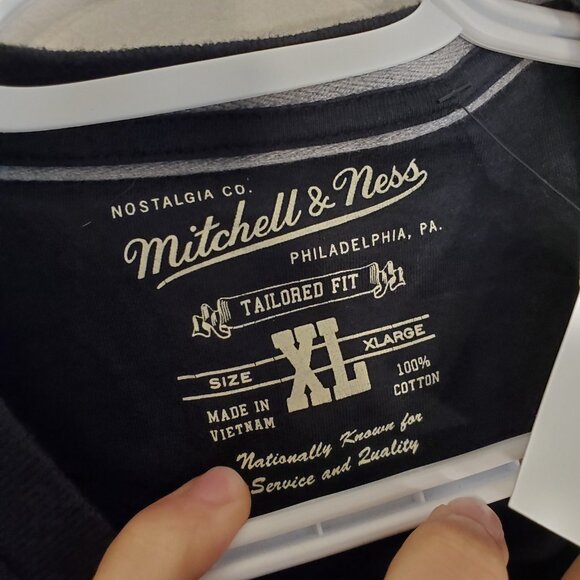 NOSTALGIA CO.
Mitchell & Ness
PHILADELPHIA, PA.
TAILORED FIT
SIZE XL XLARGE
MADE IN
VIETNAM
100%
COTTON
Nationally Known for
Service and Quality